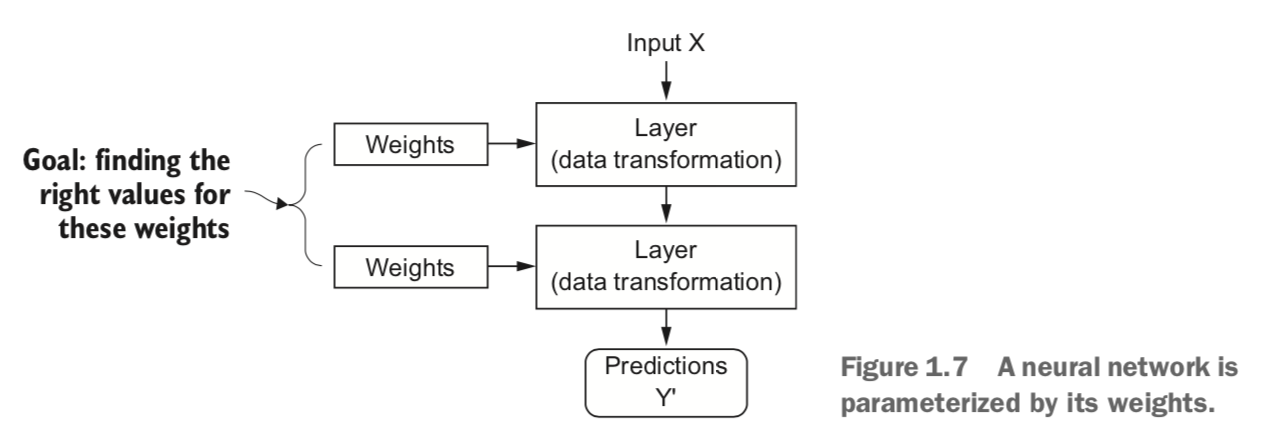 Input X
Weights
Layer
(data transformation)
Goal: finding the
right values for
these weights
Weights
Layer
(data transformation)
Predictions
Y'
Figure 1.7 A neural network is
parameterized by its weights.